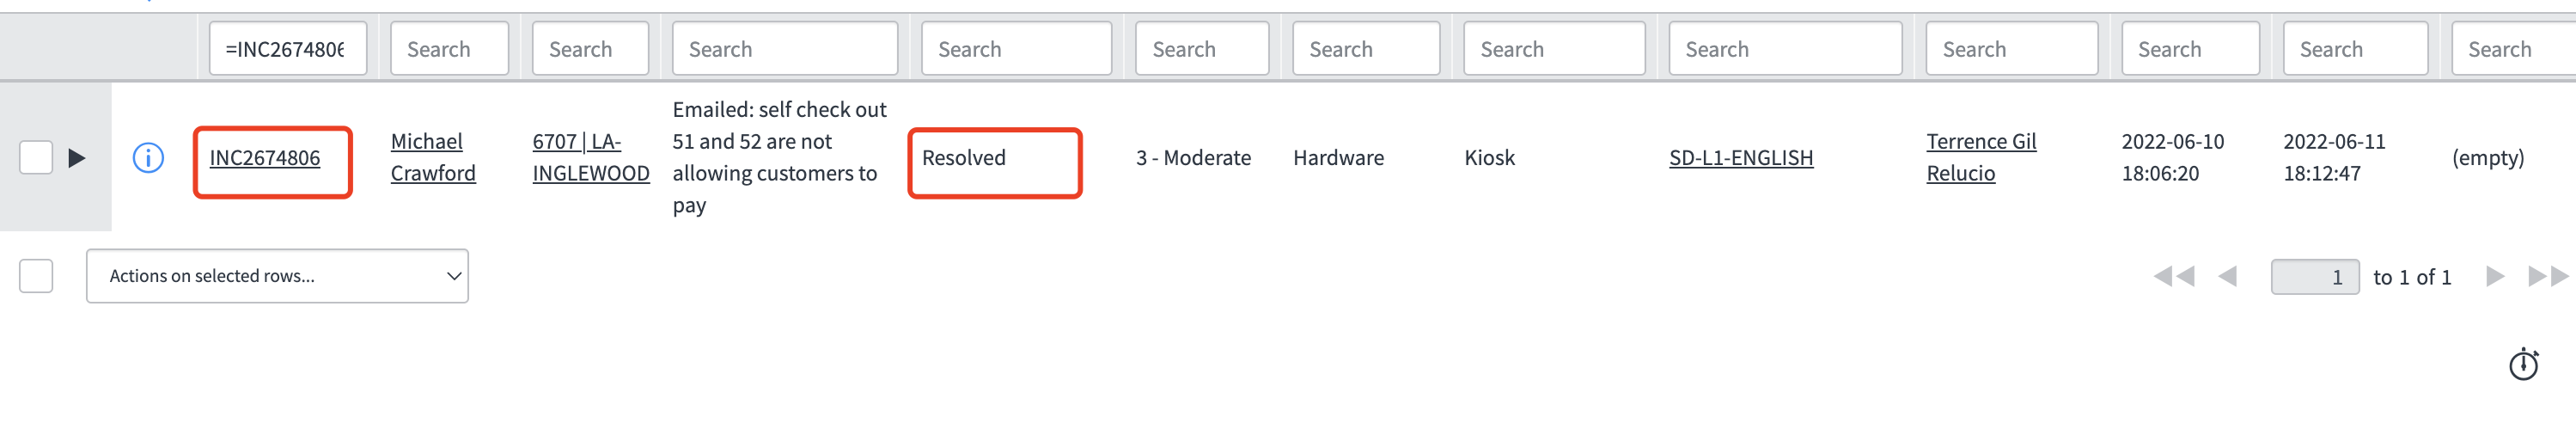 =INC2674806 Search Search Search Search Search Search Search Search Search Search Search Search
INC2674806
Michael
Crawford
6707 | LA-
INGLEWOOD
Emailed: self check out
51 and 52 are not
allowing customers to
pay
Resolved
3 - Moderate
Hardware
Kiosk
SD-L1-ENGLISH
Terrence Gil
Relucio
2022-06-10
18:06:20
2022-06-11
18:12:47
(empty)
Actions on selected rows...
1 to 1 of 1